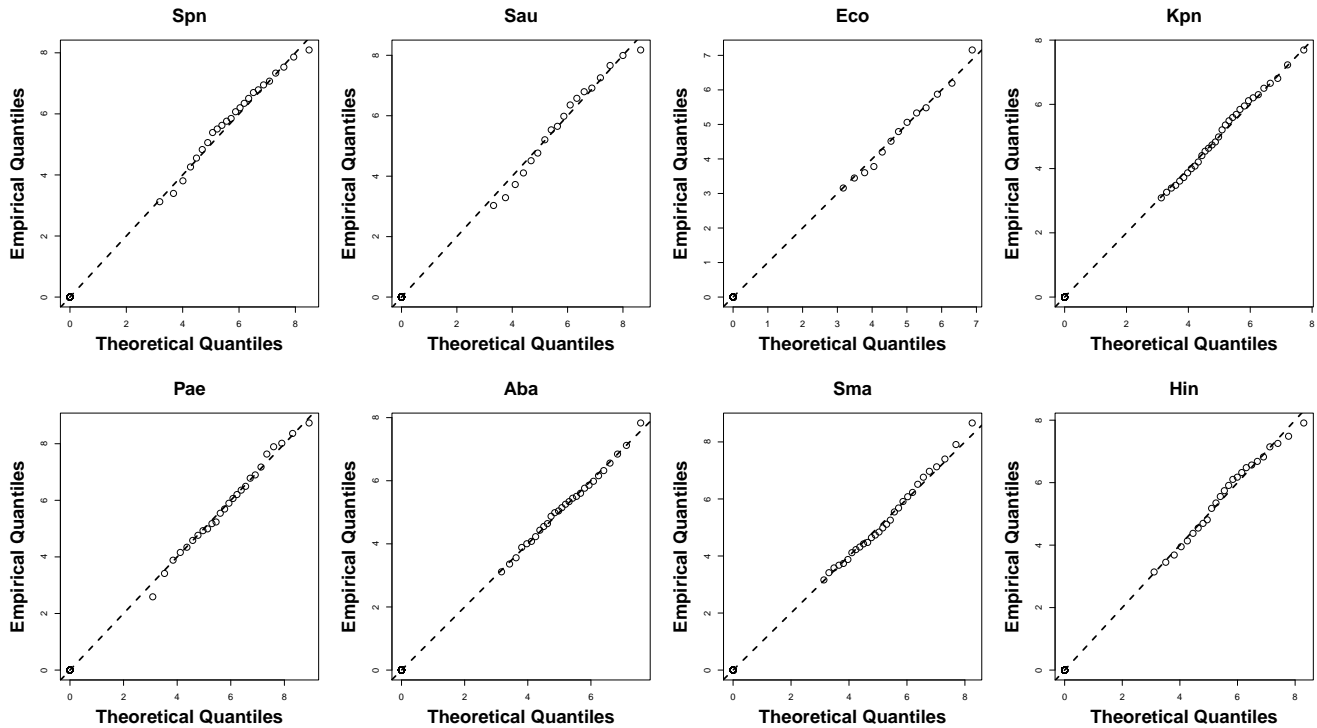 Spn
Sau
Eco
Kpn
Empirical Quantiles
0 2 4 6 8
0 2 4 6 8
Theoretical Quantiles
Empirical Quantiles
0 2 4 6 8
0 2 4 6 8
Theoretical Quantiles
Empirical Quantiles
0 1 2 3 4 5 6 7
0 1 2 3 4 5 6 7
Theoretical Quantiles
Empirical Quantiles
0 2 4 6 8
0 2 4 6 8
Theoretical Quantiles
Pae
Aba
Sma
Hin
Empirical Quantiles
0 2 4 6 8
0 2 4 6 8
Theoretical Quantiles
Empirical Quantiles
0 2 4 6 8
0 2 4 6
Theoretical Quantiles
Empirical Quantiles
0 2 4 6 8
0 2 4 6 8
Theoretical Quantiles
Empirical Quantiles
0 2 4 6 8
0 2 4 6 8
Theoretical Quantiles